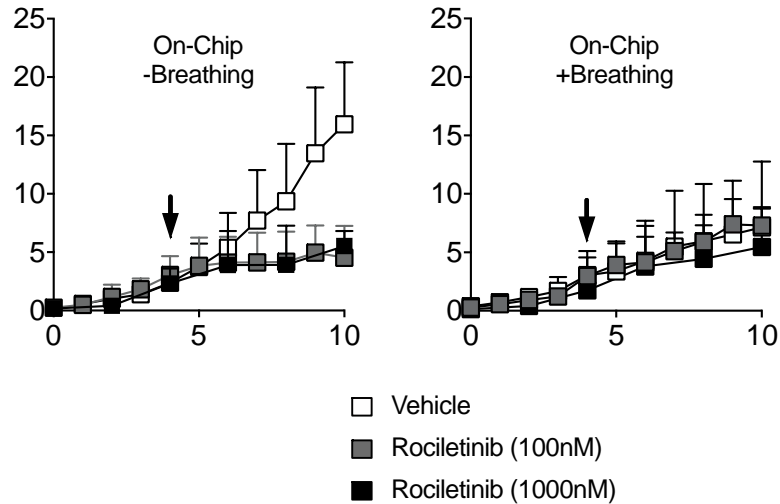 25
20
15
10
5
0
On-Chip
-Breathing
0 5 10
25
20
15
10
5
0
On-Chip
+Breathing
0 5 10
Vehicle
Rociletinib (100nM)
Rociletinib (1000nM)